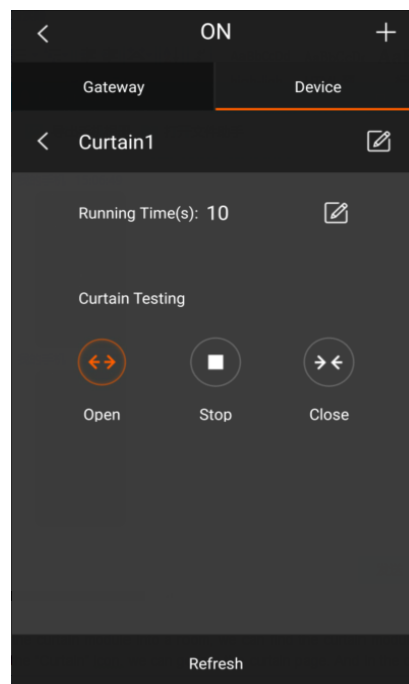 ON
Gateway Device
Curtain1
Running Time(s): 10
Curtain Testing
Open Stop Close
Refresh